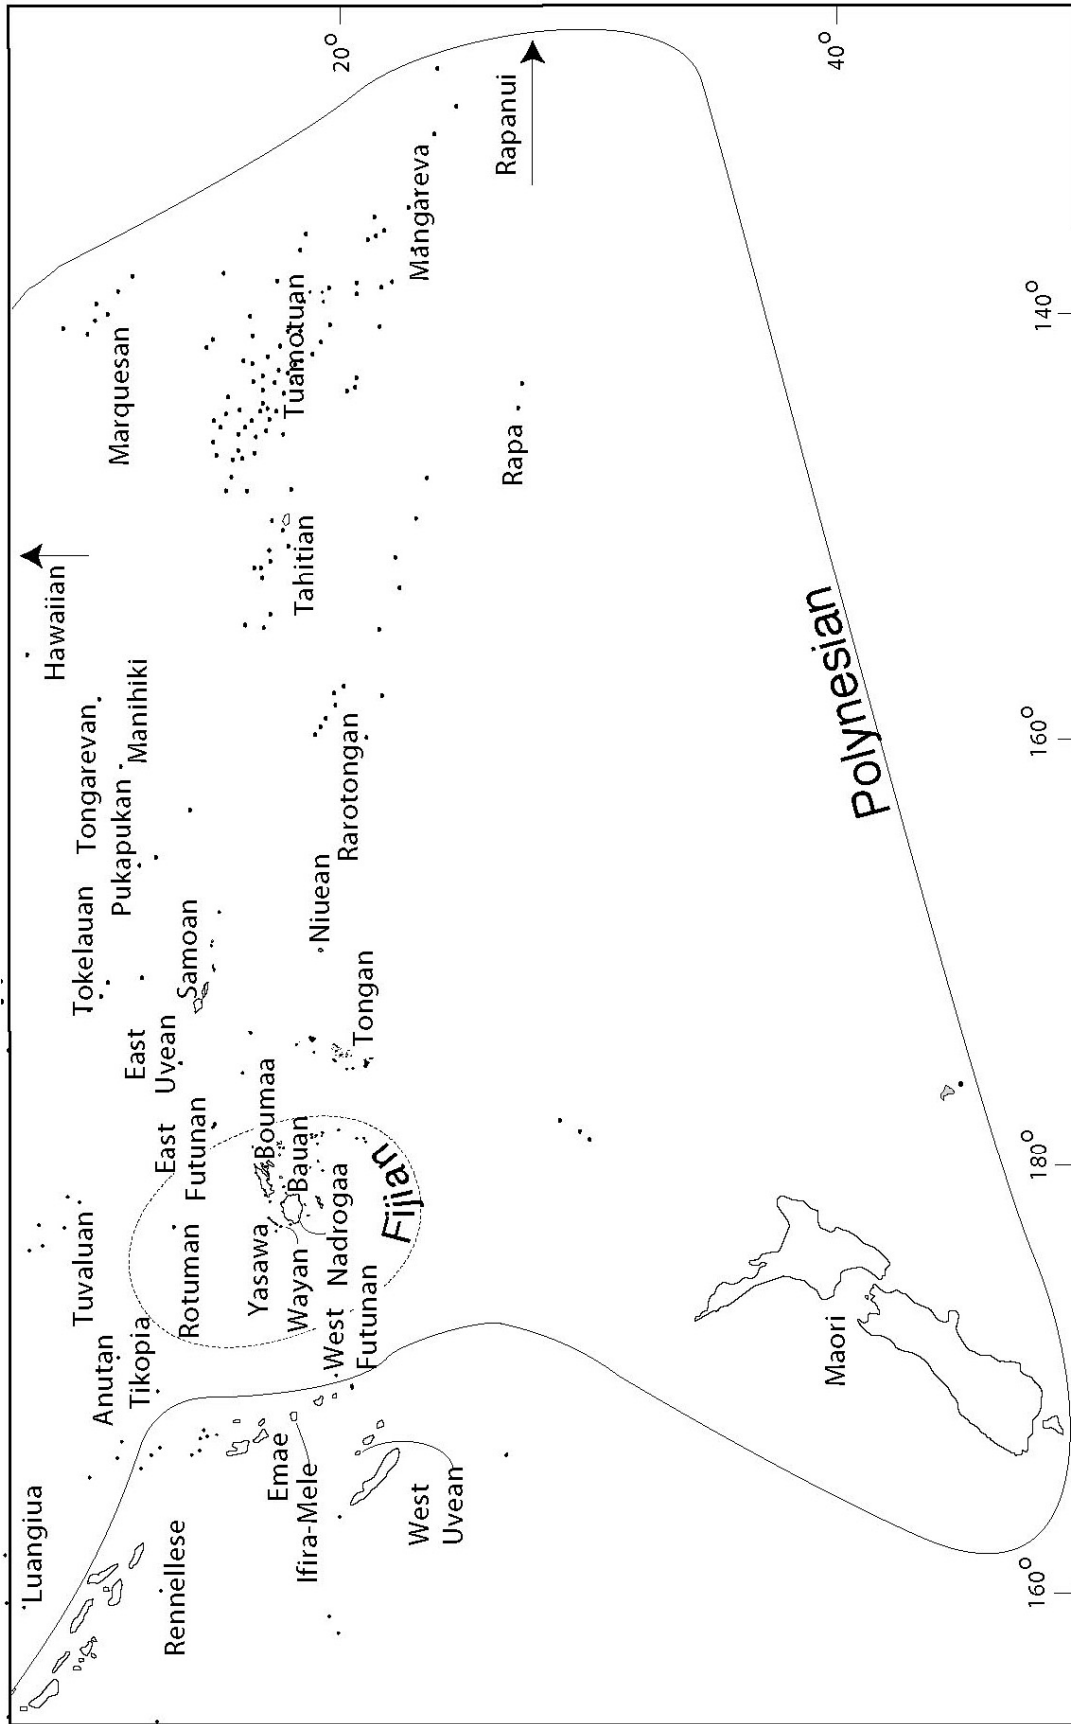 Luangiua
Rennellese
Anutan
Tikopia
Emae
Ifira-Mele
West
Uvean
Tuvaluan
Rotuman
Yasawa
Wayan
Nadrogaa
Boumaa
Bauan
Fijian
West
Futunan
East
Futunan
East
Uvean
Tokelauan
Pukapukan
Tongarevan
Manihiki
Samoan
Niuean
Tongan
Rarotongan
Hawaiian
Tahitian
Marquesan
Tuamotuan
Mangareva
Rapa
Rapanui
Maori
Polynesian
20°
40°
160°
180°
160°
140°